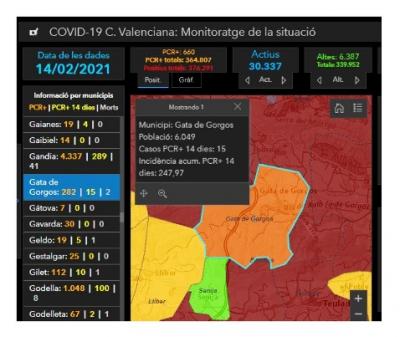 COVID-19 C. Valenciana: Monitoratge de la situació
Data de les dades
14/02/2021
PCR+: 660
PCR+ totals: 364.807
Positius totals: 376.291
Posit.
Gràf
Actius
30.337
Act.
Altes: 6.387
Totals: 339.952
Alt.
Informació per municipis
PCR+ | PCR+ 14 dies | Morts
Gaianes: 19 | 4 | 0
Gaibiel: 14 | 0 | 0
Gandia: 4.337 | 289 |
41
Gata de
Gorgos: 282 | 15 | 2
Gátova: 7 | 0 | 0
Gavarda: 30 | 0 | 0
Geldo: 19 | 5 | 1
Gestalgar: 25 | 0 | 0
Gilet: 112 | 10 | 1
Godella: 1.048 | 100 |
8
Godelleta: 67 | 2 | 1
Mostrando 1
Municipi: Gata de Gorgos
Població: 6.049
Casos PCR+ 14 dies: 15
Incidència acum. PCR+ 14
dies: 247,97
Gata de Gorgos
Llíber
Senija
Teulada